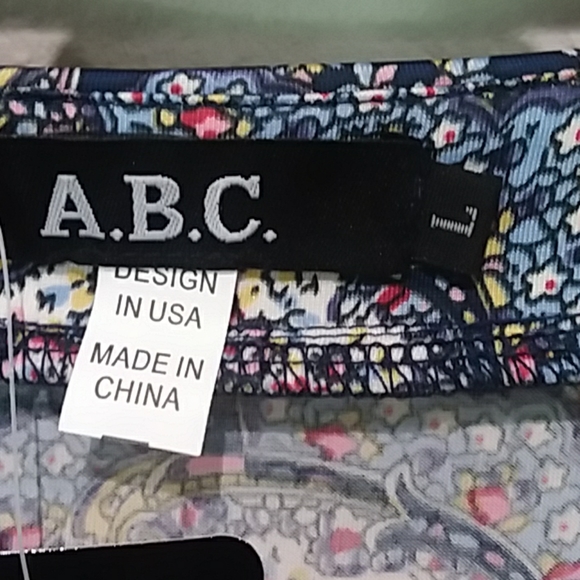 A.B.C.
L
DESIGN
IN USA
MADE IN
CHINA